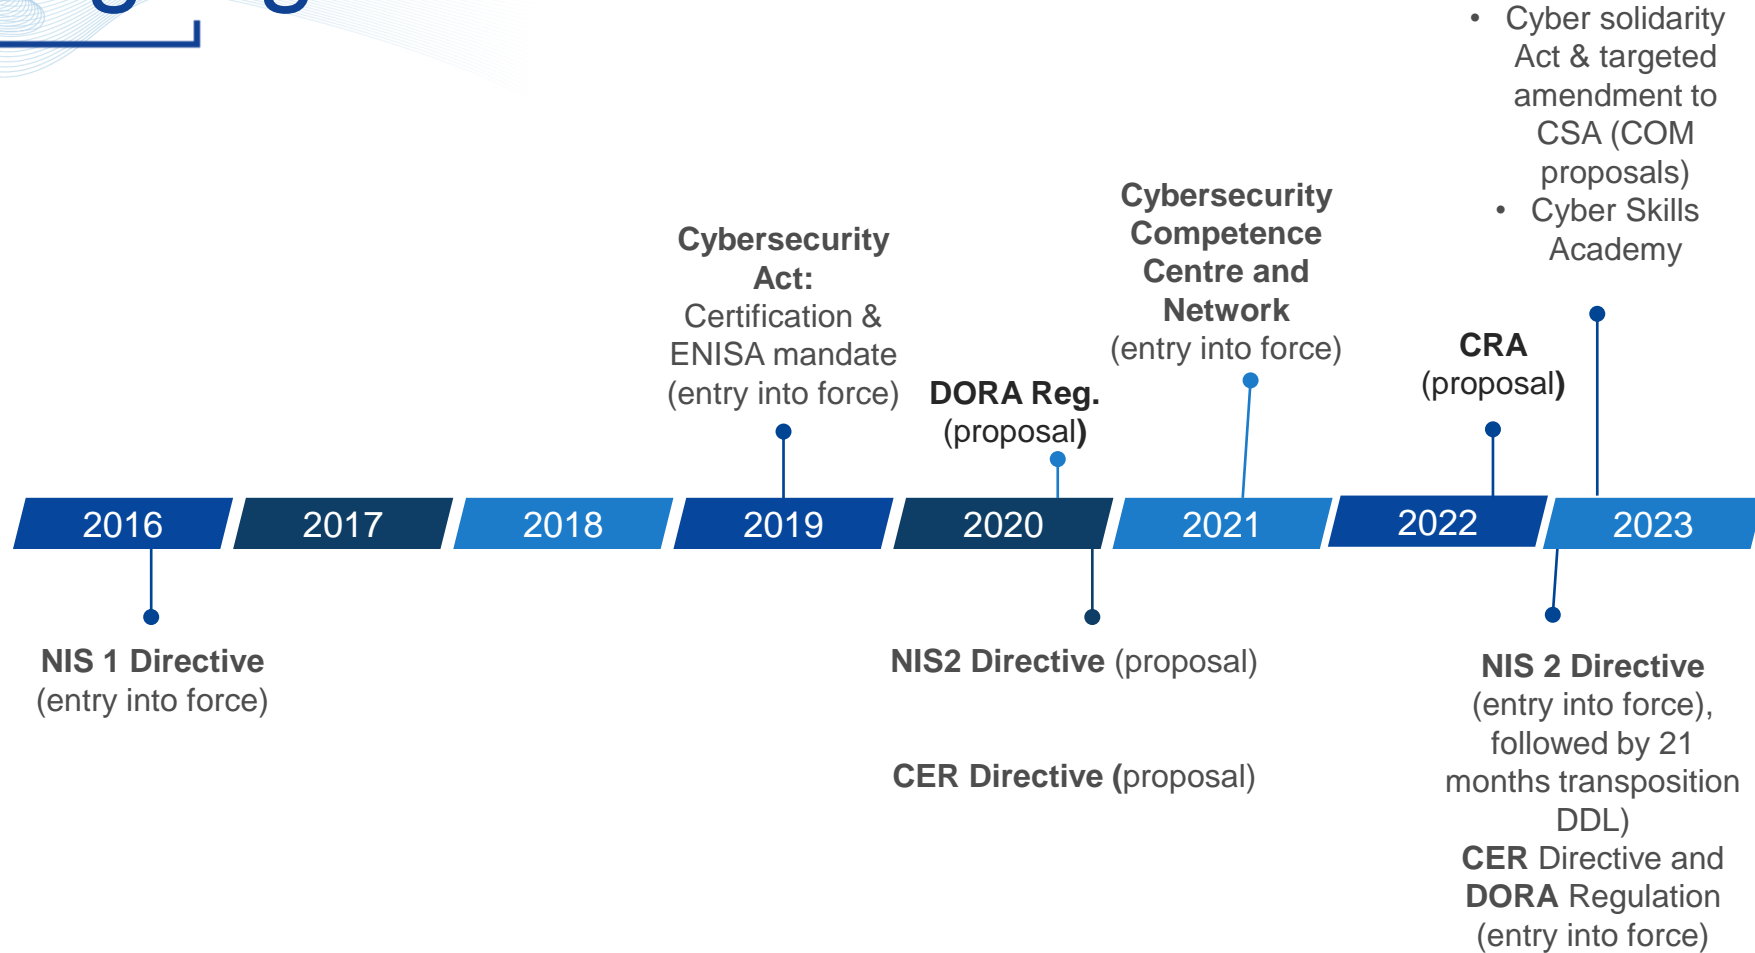 • Cyber solidarity
Act & targeted
amendment to
CSA (COM
proposals)
• Cyber Skills
Academy
Cybersecurity
Competence
Centre and
Network
(entry into force)
Cybersecurity
Act:
Certification &
ENISA mandate
(entry into force)
DORA Reg.
(proposal)
CRA
(proposal)
2016
2017
2018
2019
2020
2021
2022
2023
NIS 1 Directive
(entry into force)
NIS2 Directive (proposal)
CER Directive (proposal)
NIS 2 Directive
(entry into force),
followed by 21
months transposition
DDL)
CER Directive and
DORA Regulation
(entry into force)